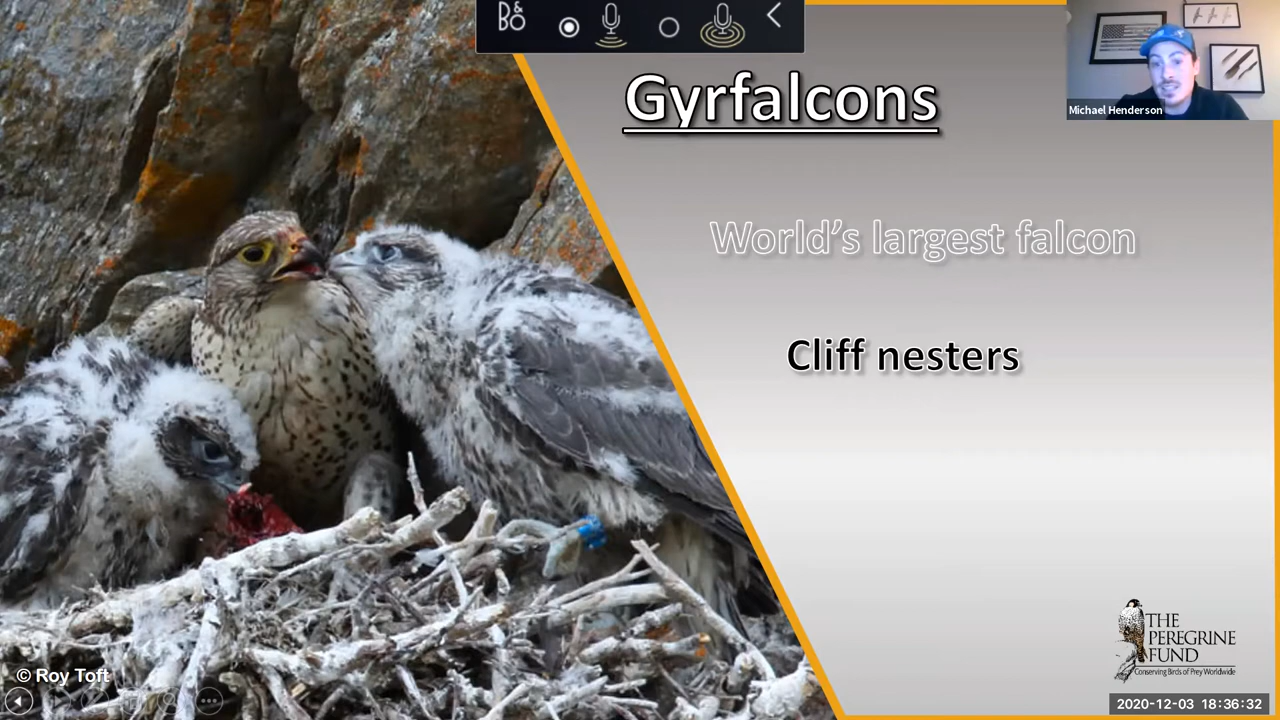 B&O
Gyrfalcons
Michael Henderson
World's largest falcon
Cliff nesters
THE
PEREGRINE
FUND
Conserving Birds of Prey Worldwide
© Roy Toft
2020-12-03 18:36:32